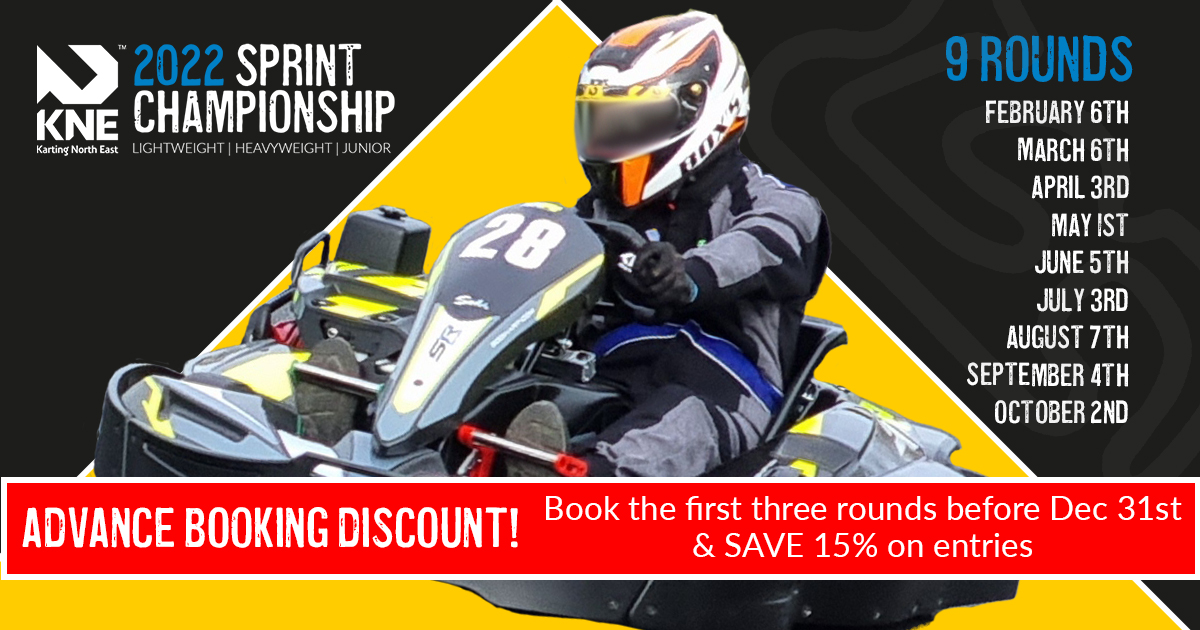 KNE
TM
Karting North East
2022 SPRINT
CHAMPIONSHIP
LIGHTWEIGHT | HEAVYWEIGHT | JUNIOR
9 ROUNDS
FEBRUARY 6TH
MARCH 6TH
APRIL 3RD
MAY 1ST
JUNE 5TH
JULY 3RD
AUGUST 7TH
SEPTEMBER 4TH
OCTOBER 2ND
28
SR
ADVANCE BOOKING DISCOUNT!
Book the first three rounds before Dec 31st
& SAVE 15% on entries